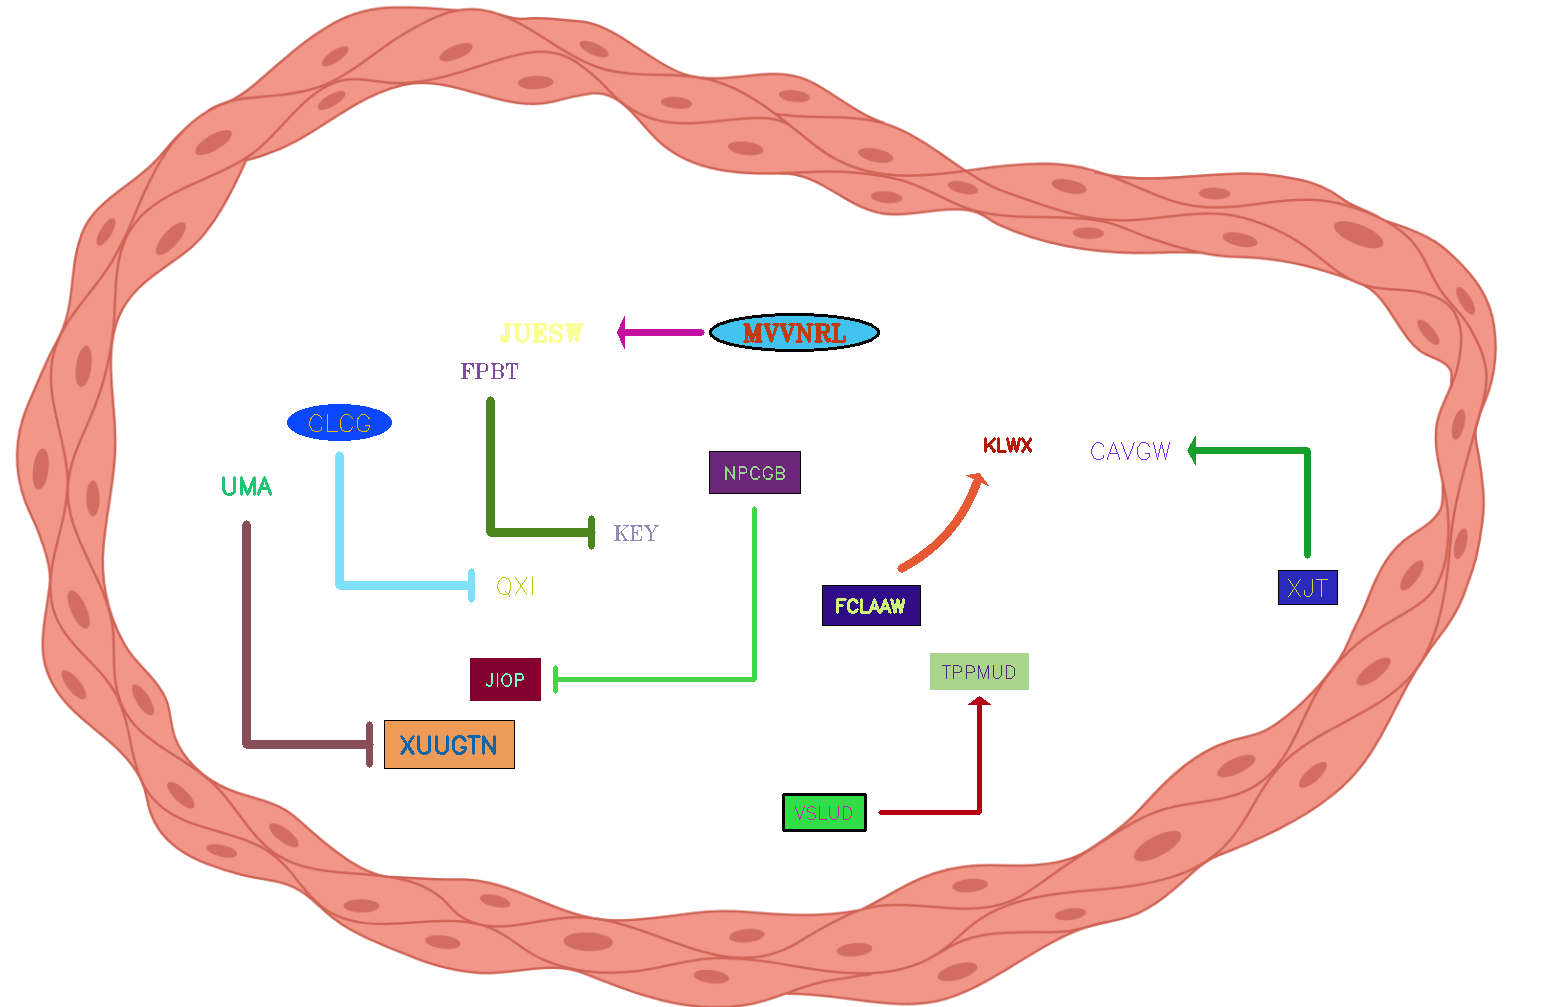 JUESW
MVVNRL
FPBT
CLCG
KLWX
CAVGW
NPCGB
UMA
KEY
QXI
XJT
FCLAAW
TPPMUD
JIOP
XUUGTN
VSLUD